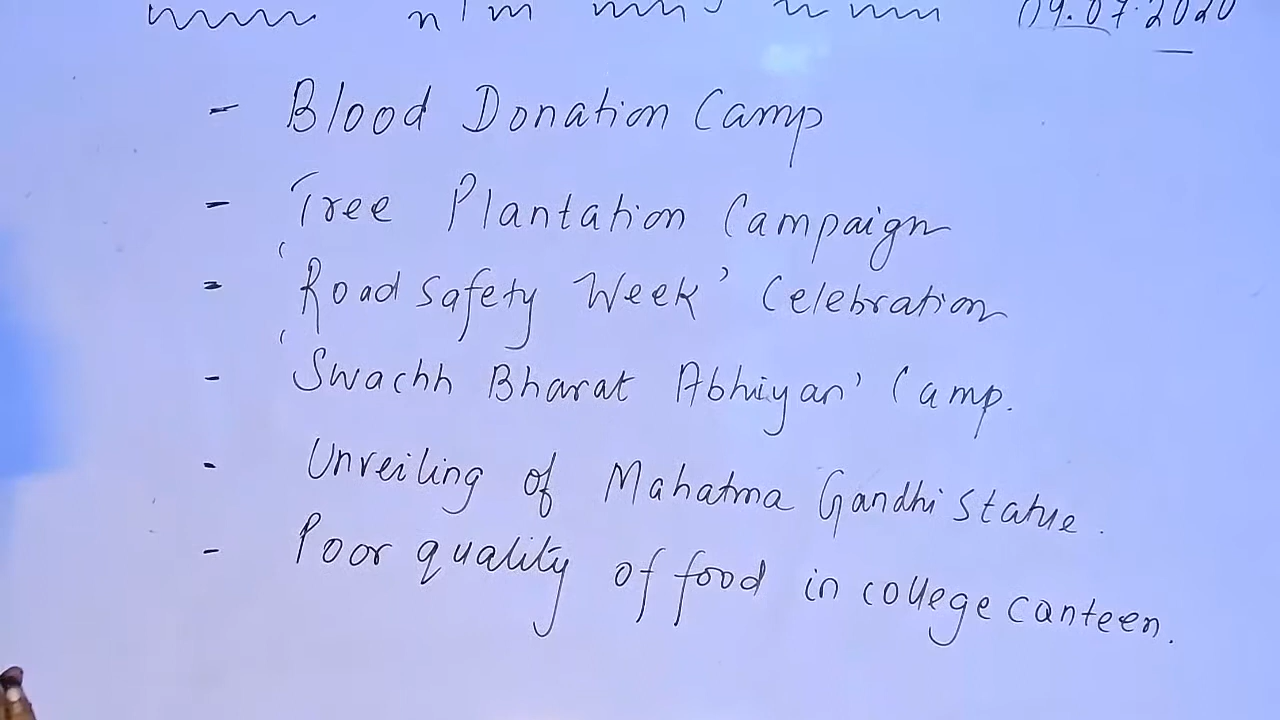 09.07.2020
- Blood Donation Camp
- Tree Plantation Campaign
- 'Road Safety Week' Celebration
- 'Swachh Bharat Abhiyan' Camp.
- Unveiling of Mahatma Gandhi Statue.
- Poor quality of food in college canteen.